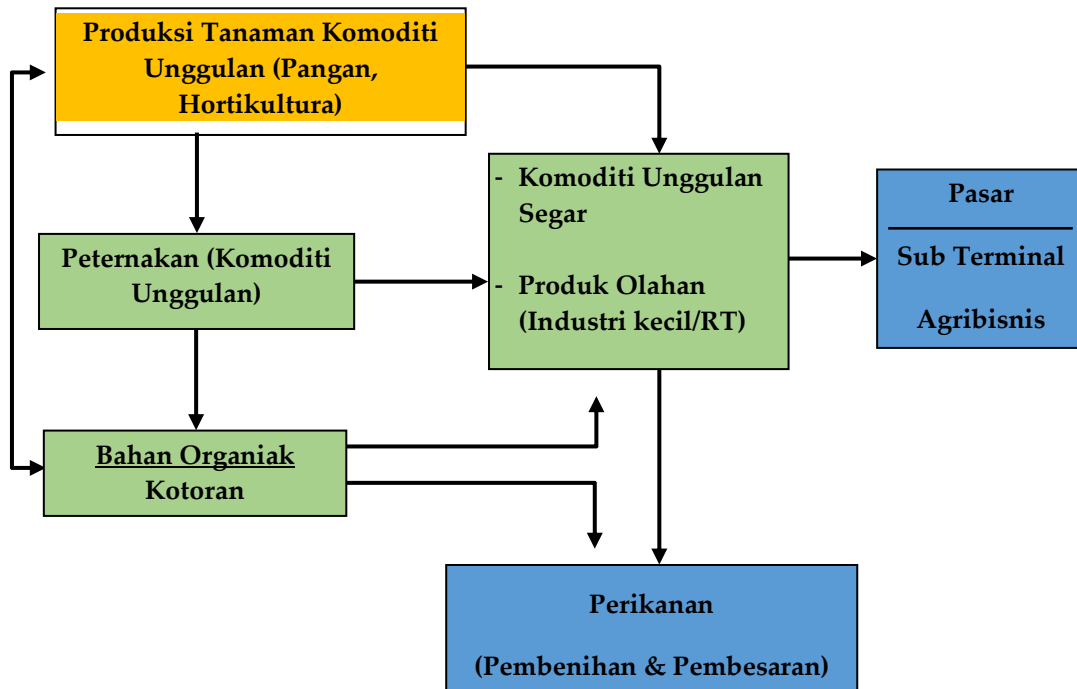 Produksi Tanaman Komoditi
Unggulan (Pangan,
Hortikultura)
- Komoditi Unggulan
Segar
- Produk Olahan
(Industri kecil/RT)
Pasar
Sub Terminal
Agribisnis
Peternakan (Komoditi
Unggulan)
Bahan Organiak
Kotoran
Perikanan
(Pembenihan & Pembesaran)